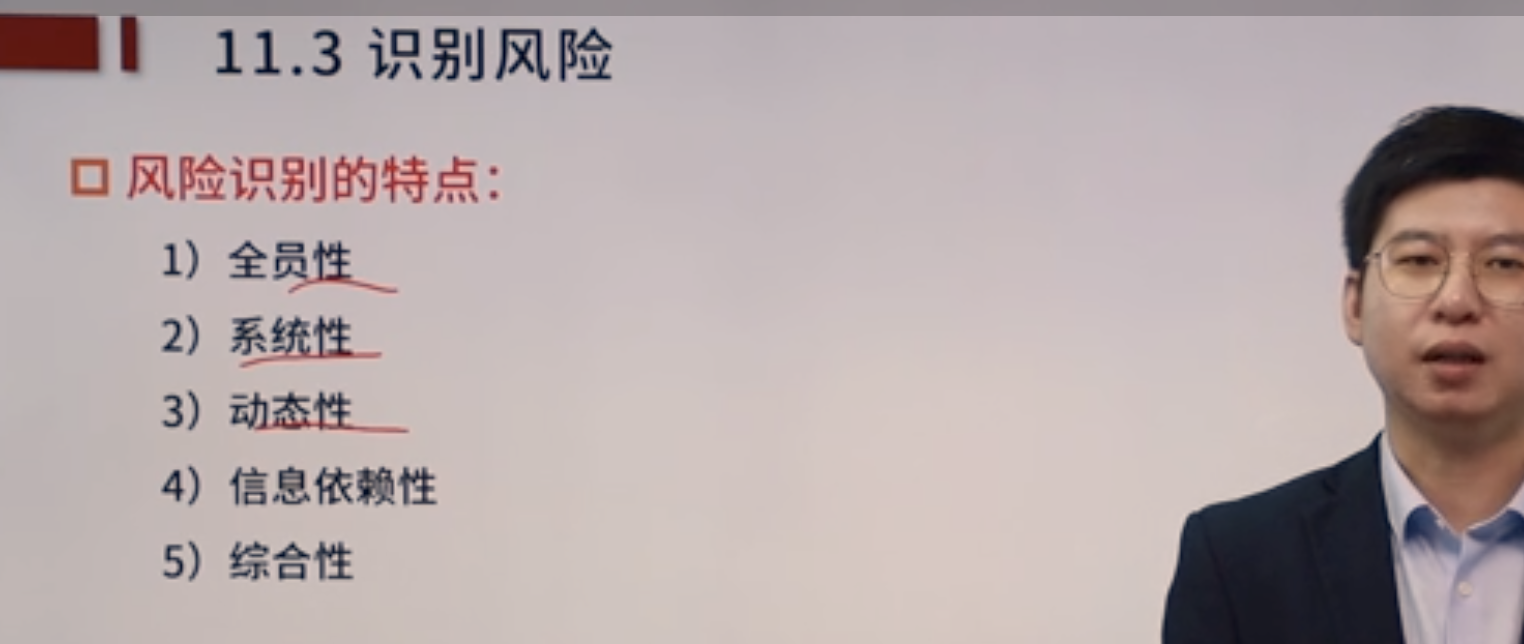 11.3 识别风险
风险识别的特点：
1）全员性
2）系统性
3）动态性
4）信息依赖性
5）综合性